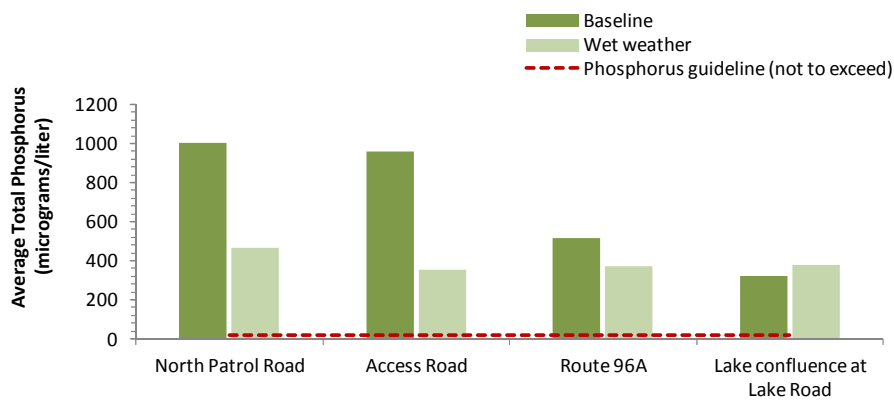 Baseline
Wet weather
Phosphorus guideline (not to exceed)
Average Total Phosphorus
(micrograms/liter)
1200
1000
800
600
400
200
0
North Patrol Road
Access Road
Route 96A
Lake confluence at
Lake Road